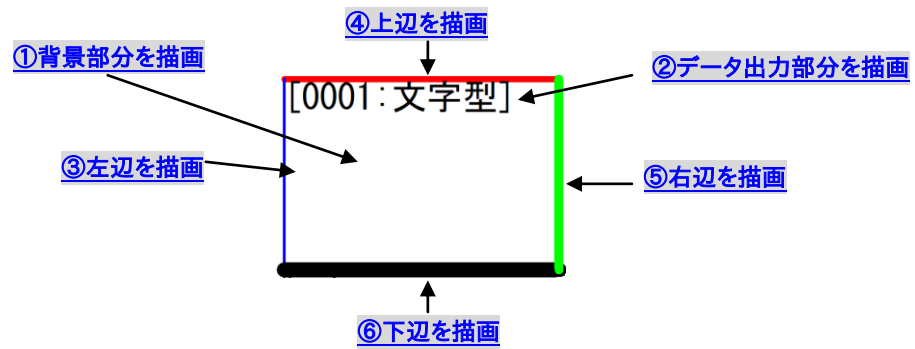 ④上辺を描画
①背景部分を描画
②データ出力部分を描画
[0001:文字型]
③左辺を描画
⑤右辺を描画
⑥下辺を描画